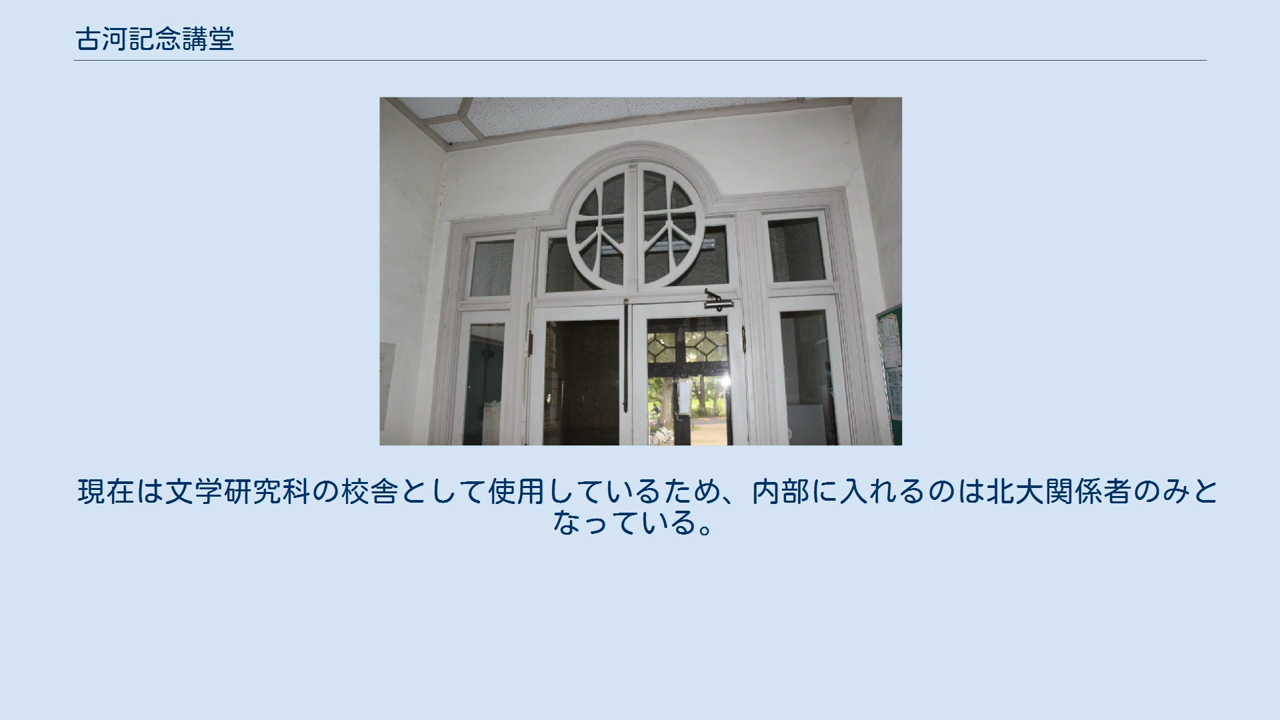 古河記念講堂
現在は文学研究科の校舎として使用しているため、内部に入れるのは北大関係者のみと
なっている。